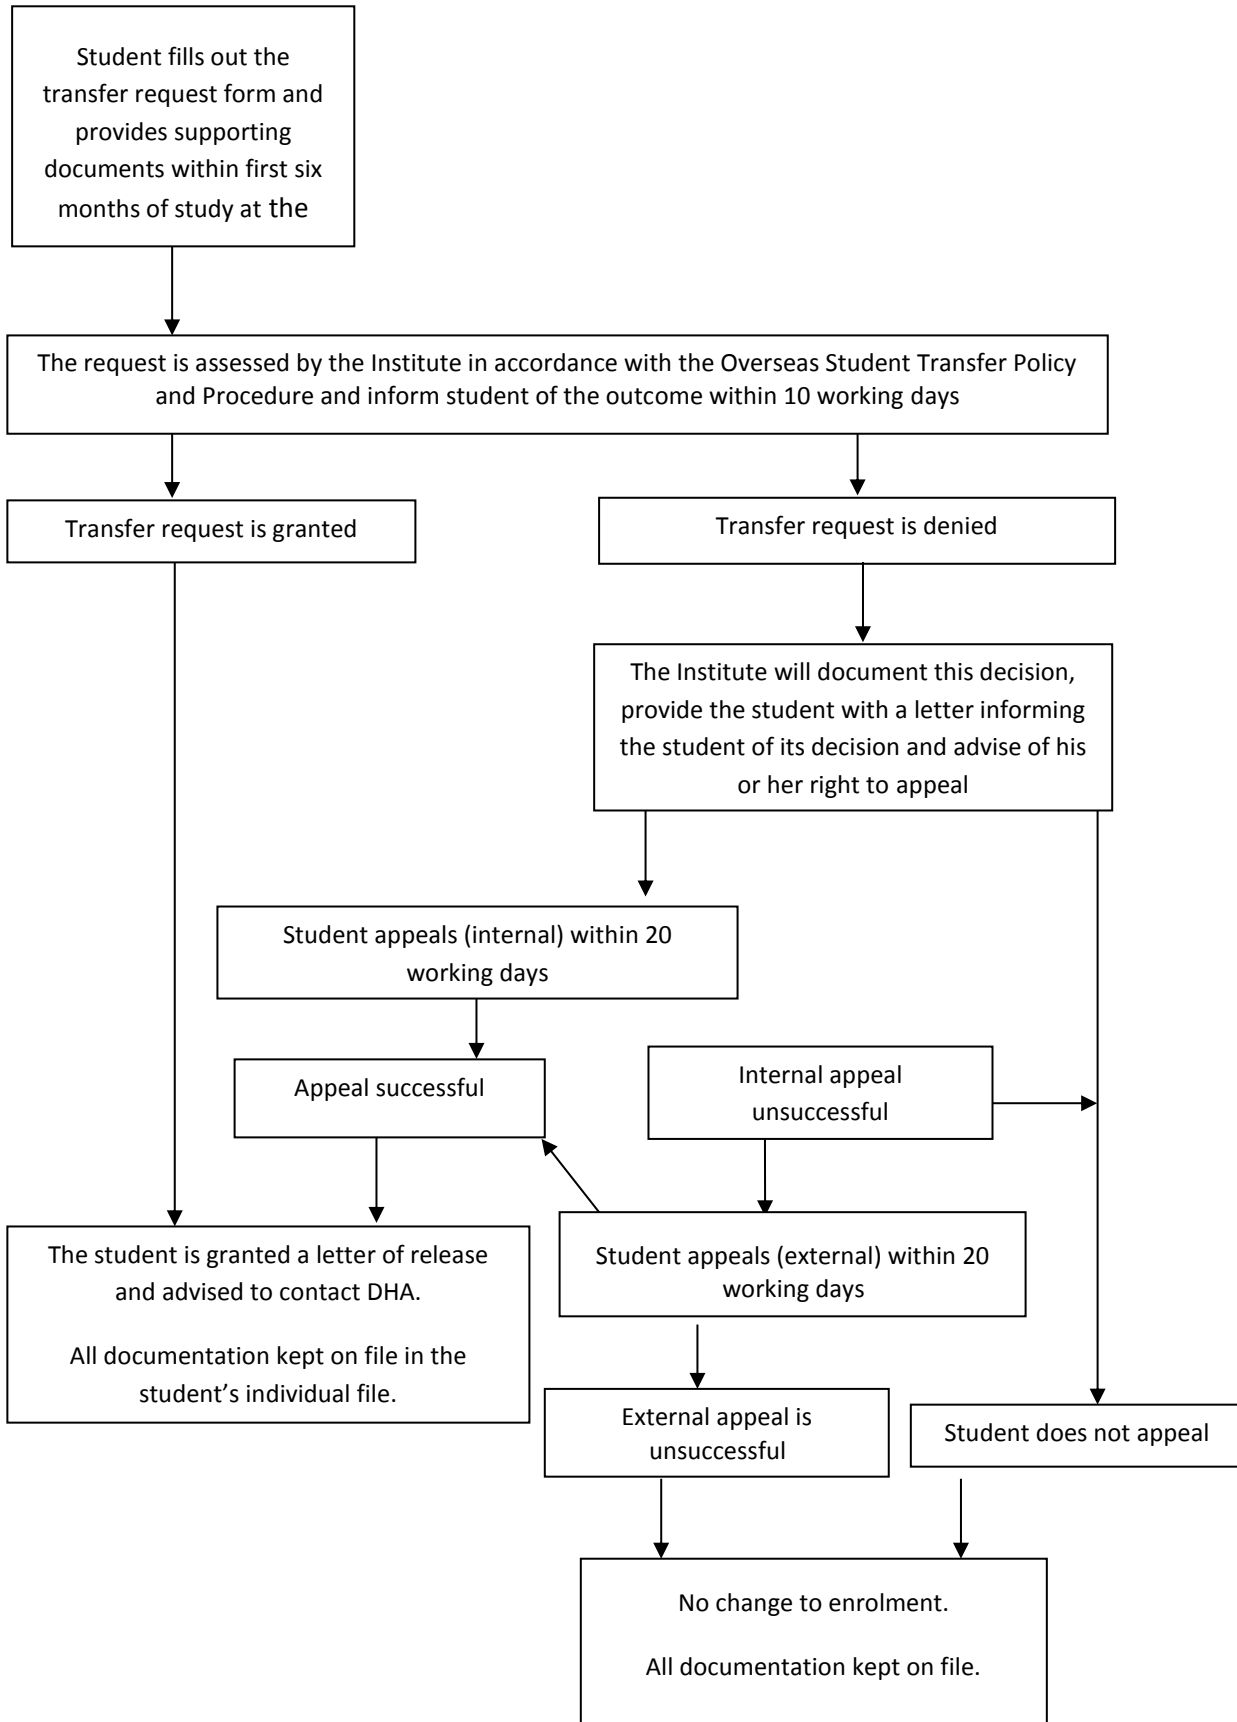 Student fills out the
transfer request form and
provides supporting
documents within first six
months of study at the
The request is assessed by the Institute in accordance with the Overseas Student Transfer Policy
and Procedure and inform student of the outcome within 10 working days
Transfer request is granted
Transfer request is denied
The Institute will document this decision,
provide the student with a letter informing
the student of its decision and advise of his
or her right to appeal
Student appeals (internal) within 20
working days
Appeal successful
Internal appeal
unsuccessful
The student is granted a letter of release
and advised to contact DHA.
All documentation kept on file in the
student’s individual file.
Student appeals (external) within 20
working days
External appeal is
unsuccessful
Student does not appeal
No change to enrolment.
All documentation kept on file.